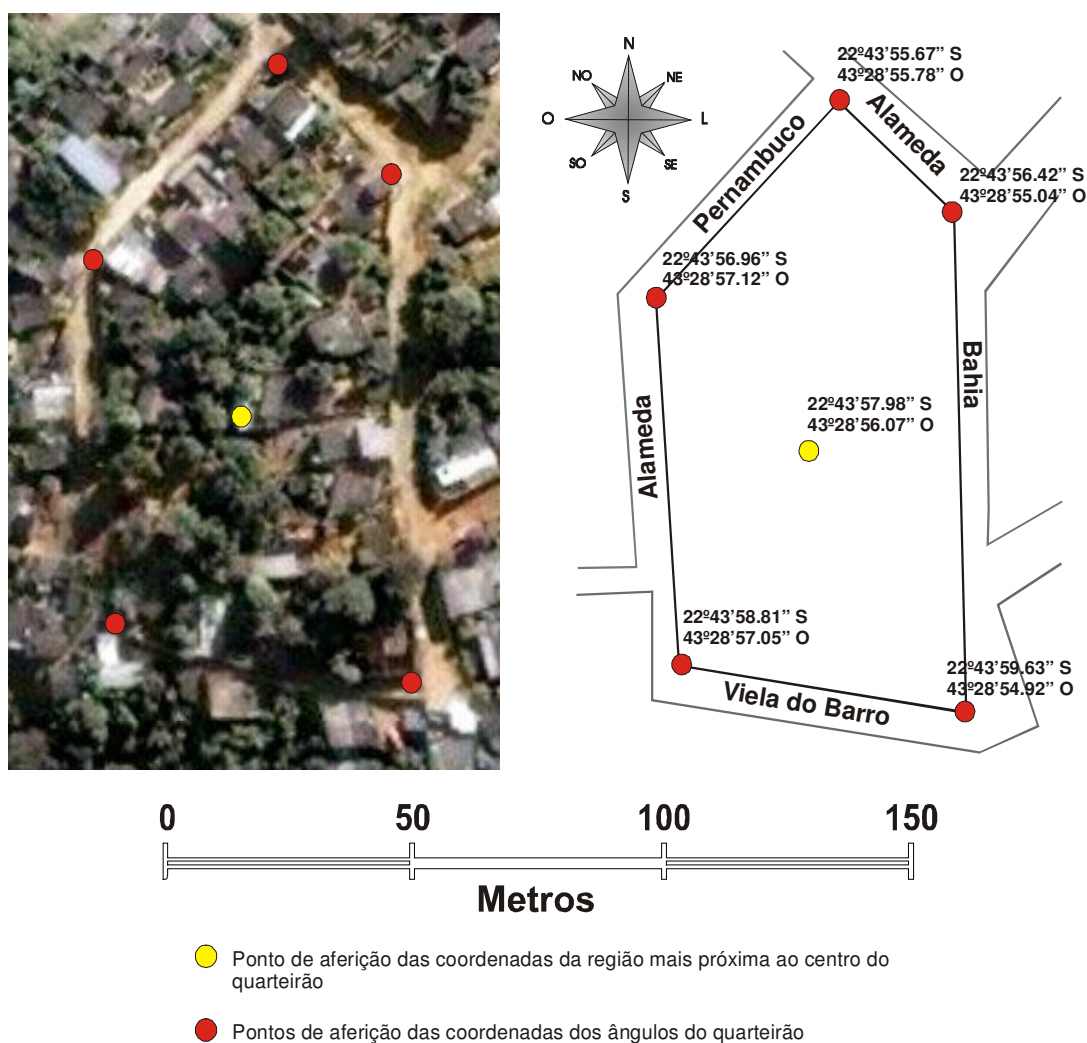 N
NO
NE
O
L
SO
SE
S
22º43’55.67” S
43º28’55.78” O
Alameda
Pernambuco
22º43’56.42” S
43º28’55.04” O
22º43’56.96” S
43º28’57.12” O
Bahia
22º43’57.98” S
43º28’56.07” O
Alameda
22º43’58.81” S
43º28’57.05” O
22º43’59.63” S
43º28’54.92” O
Viela do Barro
0 50 100 150
Metros
Ponto de aferição das coordenadas da região mais próxima ao centro do
quarteirão
Pontos de aferição das coordenadas dos ângulos do quarteirão